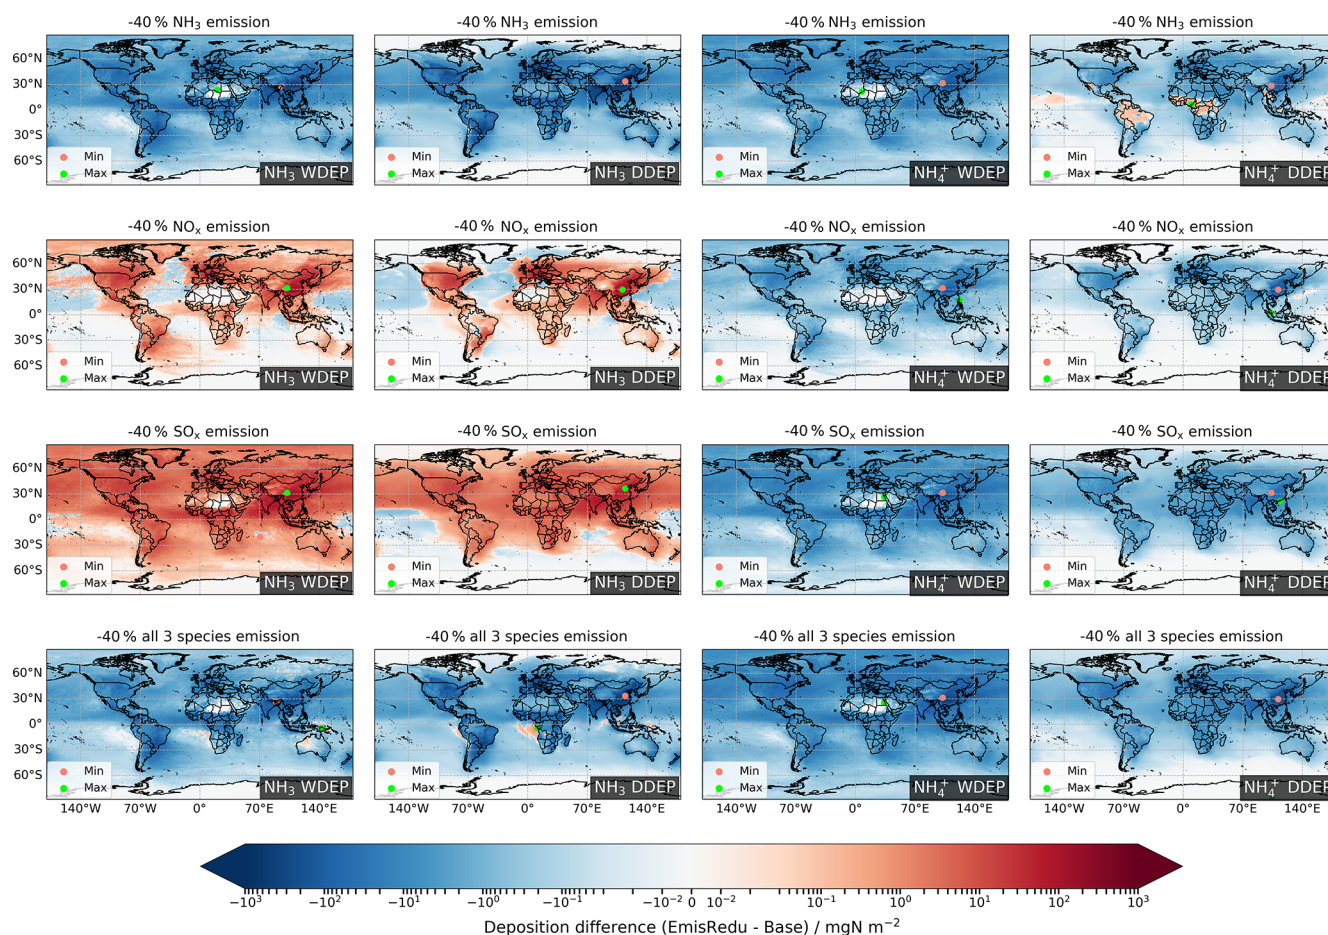 -40 % NH₃ emission -40 % NH₃ emission -40 % NH₃ emission -40 % NH₃ emission
60°N
30°N
0°
30°S
60°S
Min Min Min Min
Max Max Max Max
NH₃ WDEP NH₃ DDEP NH₄⁺ WDEP NH₄⁺ DDEP
-40 % NOₓ emission -40 % NOₓ emission -40 % NOₓ emission -40 % NOₓ emission
60°N
30°N
0°
30°S
60°S
Min Min Min Min
Max Max Max Max
NH₃ WDEP NH₃ DDEP NH₄⁺ WDEP NH₄⁺ DDEP
-40 % SOₓ emission -40 % SOₓ emission -40 % SOₓ emission -40 % SOₓ emission
60°N
30°N
0°
30°S
60°S
Min Min Min Min
Max Max Max Max
NH₃ WDEP NH₃ DDEP NH₄⁺ WDEP NH₄⁺ DDEP
-40 % all 3 species emission -40 % all 3 species emission -40 % all 3 species emission -40 % all 3 species emission
60°N
30°N
0°
30°S
60°S
Min Min Min Min
Max Max Max Max
NH₃ WDEP NH₃ DDEP NH₄⁺ WDEP NH₄⁺ DDEP
140°W 70°W 0° 70°E 140°E 140°W 70°W 0° 70°E 140°E 140°W 70°W 0° 70°E 140°E 140°W 70°W 0° 70°E 140°E
−10³ −10² −10¹ −10⁰ −10⁻¹ −10⁻² 0 10⁻² 10⁻¹ 10⁰ 10¹ 10² 10³
Deposition difference (EmisRedu - Base) / mgN m⁻²